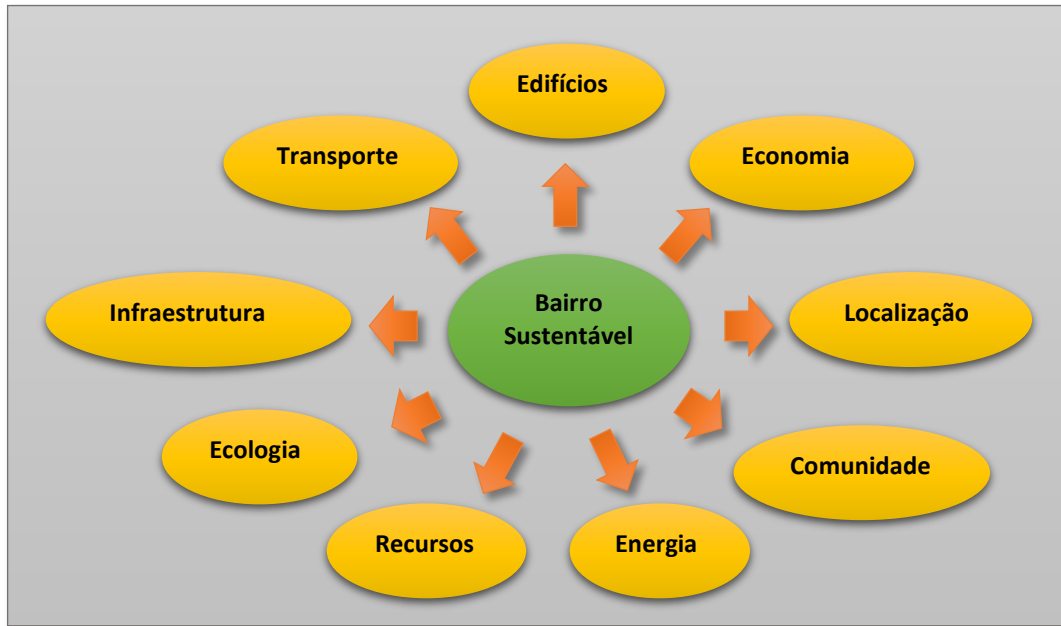 Edifícios
Transporte
Economia
Infraestrutura
Bairro
Sustentável
Localização
Ecologia
Comunidade
Recursos
Energia